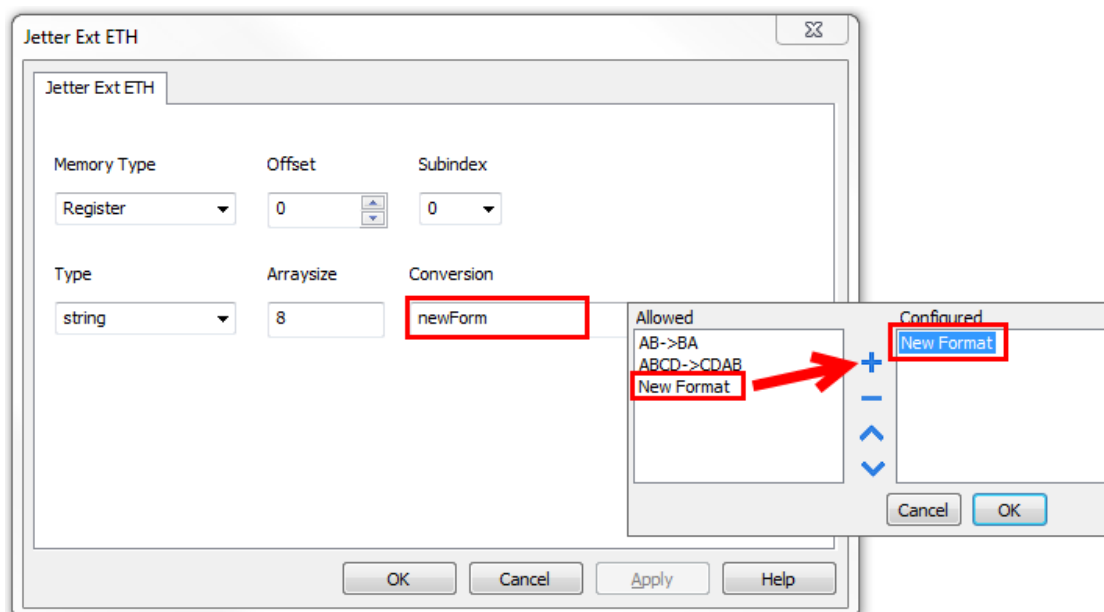 Jetter Ext ETH
Jetter Ext ETH
Memory Type Offset Subindex
Register 0 0
Type Arraysize Conversion
string 8 newForm
Allowed Configured
AB->BA New Format
ABCD->CDAB
New Format
Cancel OK
OK Cancel Apply Help